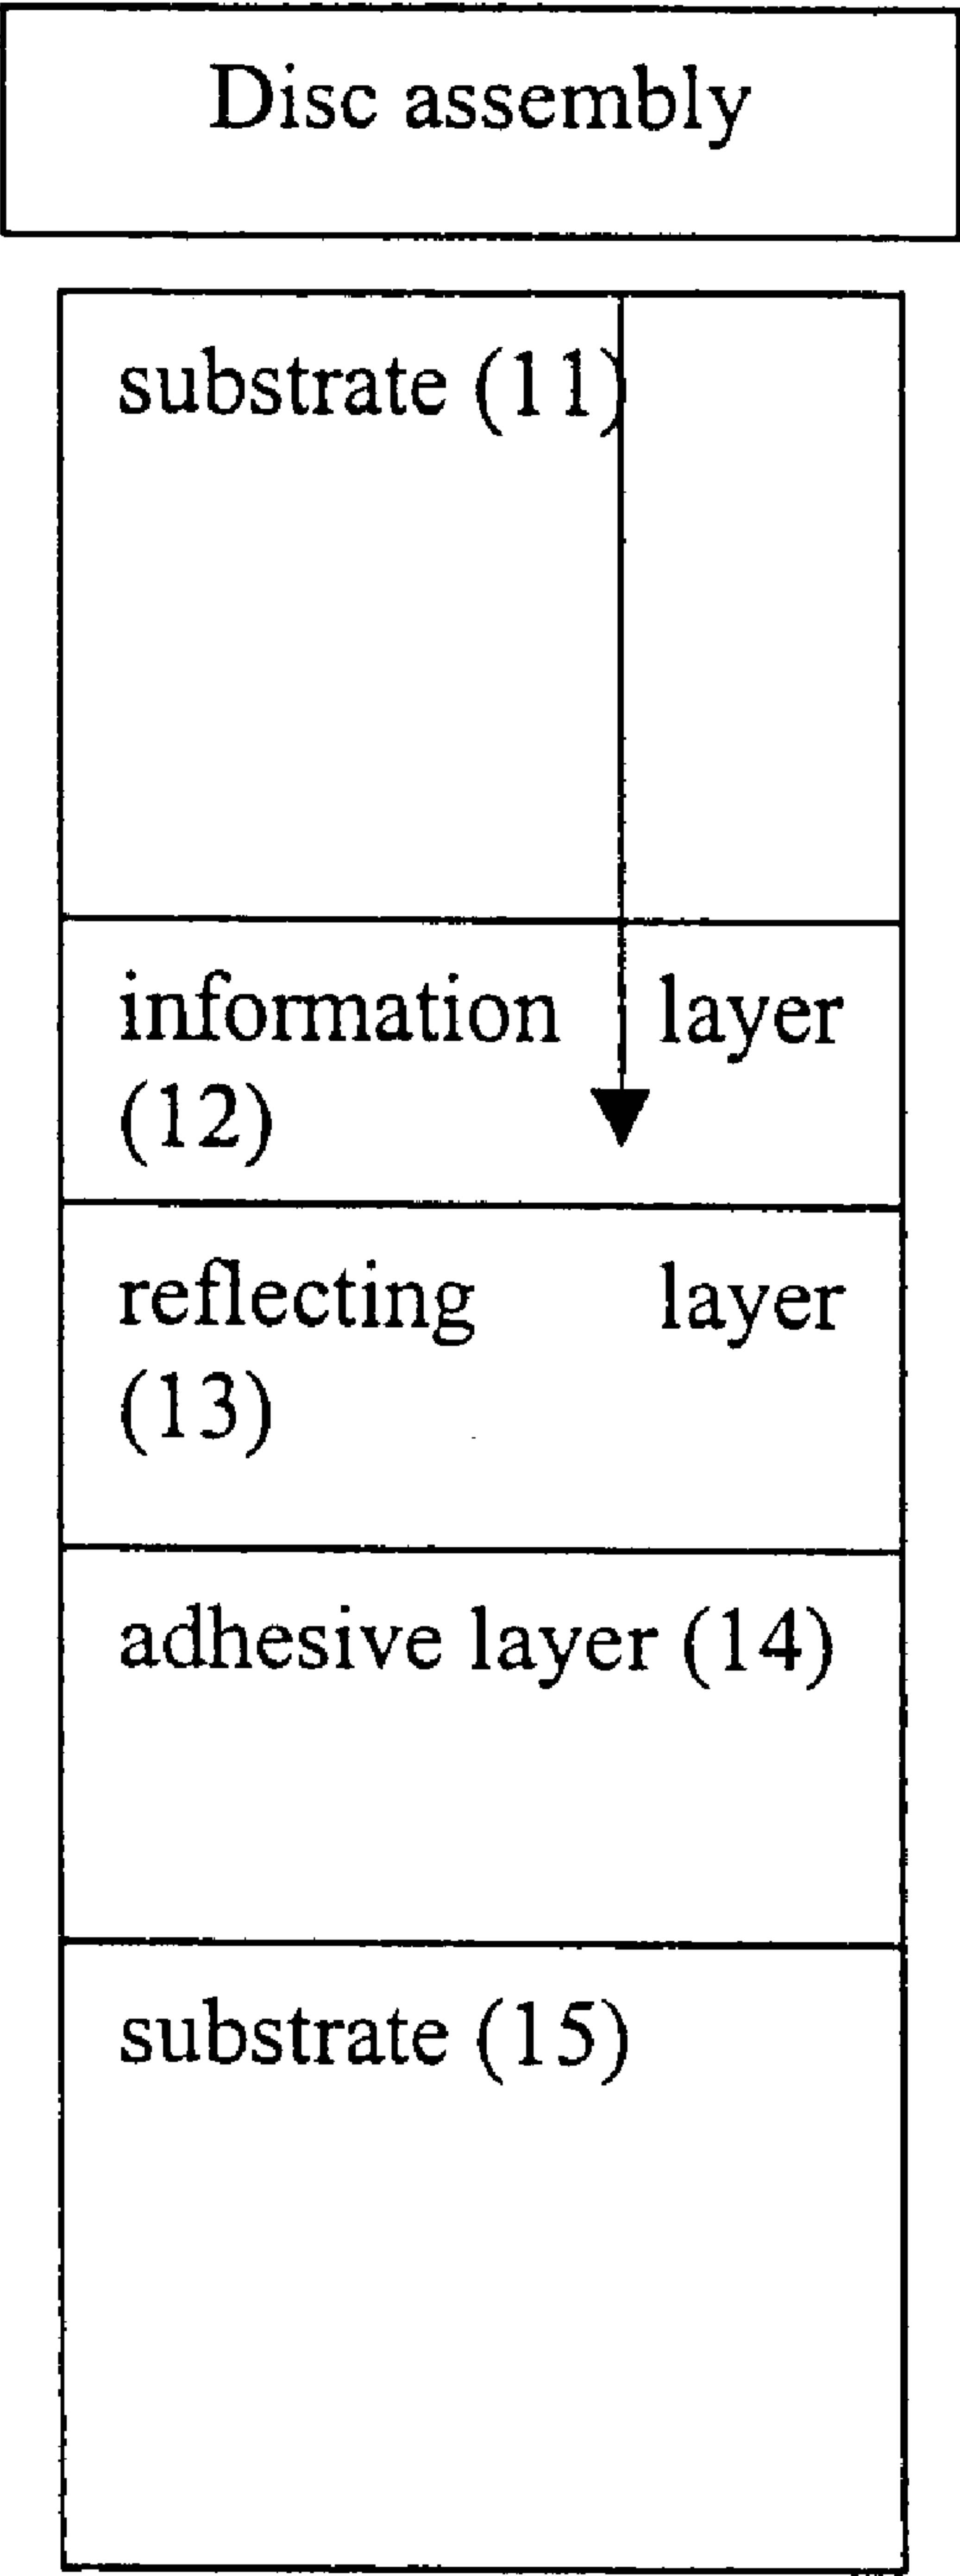 Disc assembly
substrate (11)
information layer
(12)
reflecting layer
(13)
adhesive layer (14)
substrate (15)